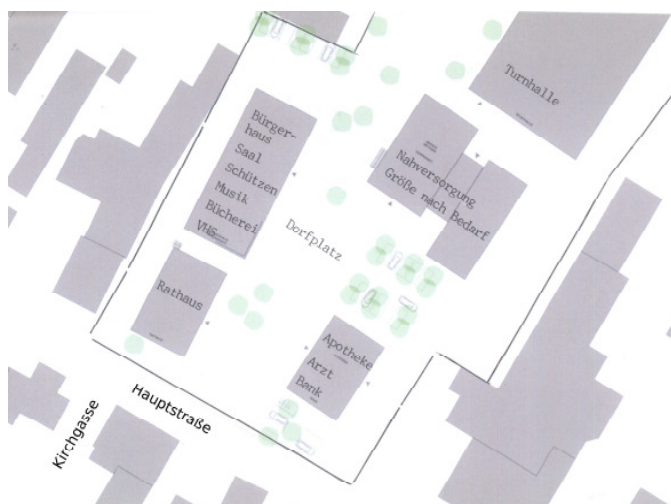 Turnhalle
Bürger-
haus
Saal
Schützen
Musik
Bücherei
VHS
Nahversorgung
Größe nach Bedarf
Dorfplatz
Rathaus
Apotheke
Arzt
Bank
Hauptstraße
Kirchgasse